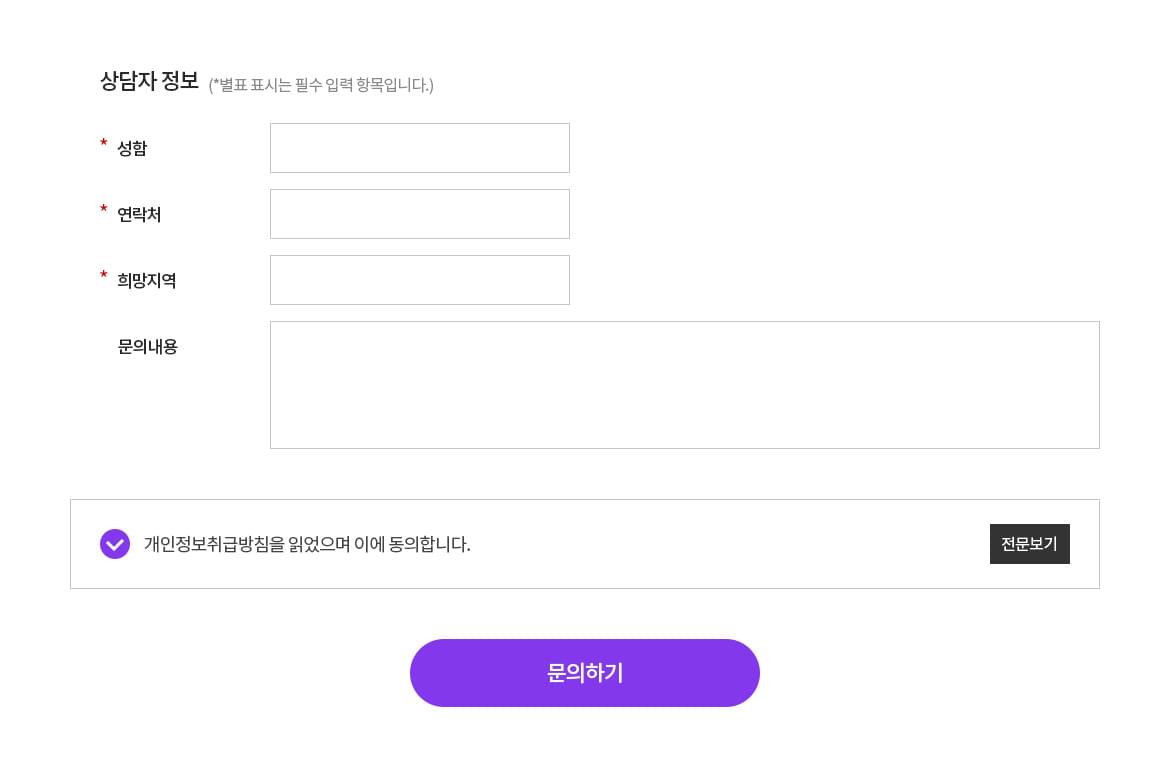 상담자 정보 (*별표 표시는 필수 입력 항목입니다.)
* 성함
* 연락처
* 희망지역
문의내용
개인정보취급방침을 읽었으며 이에 동의합니다. 전문보기
문의하기